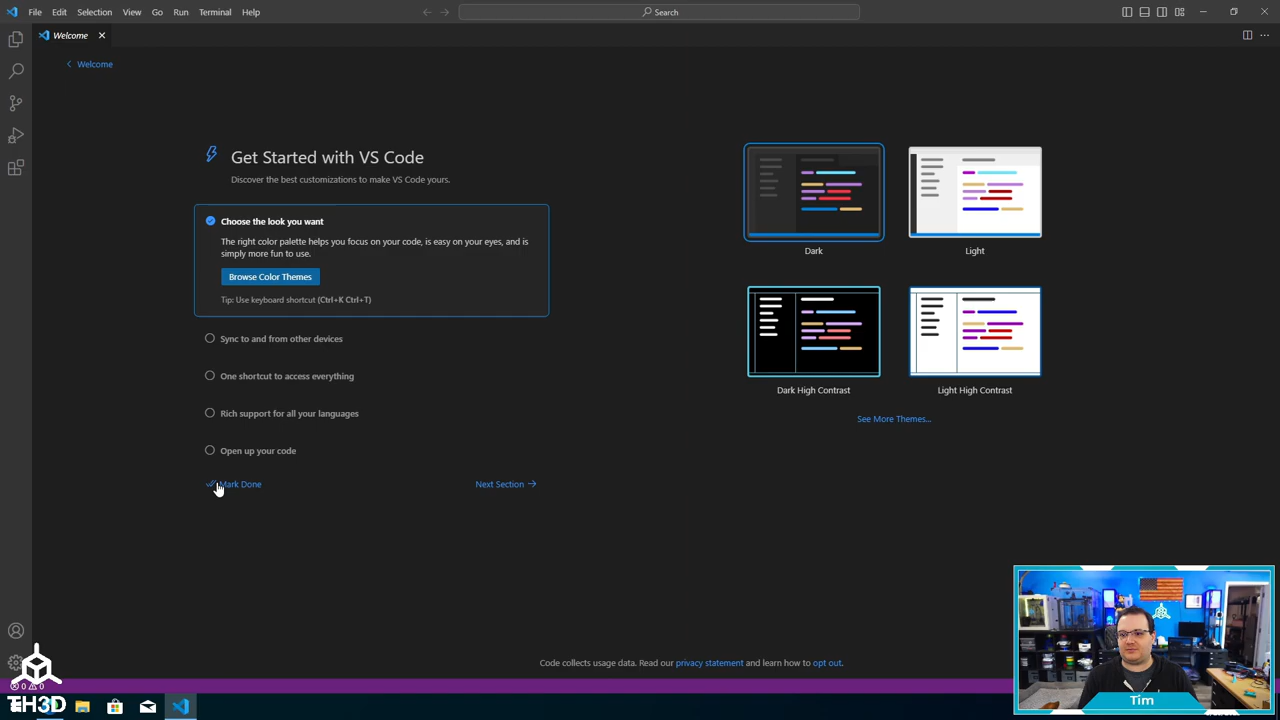 File Edit Selection View Go Run Terminal Help
Search
Welcome
Welcome
Get Started with VS Code
er the best customizations to make VS Code yours.
Choose the look you want
The right color palette helps you focus on your code, is easy on your eyes, and is
simply more fun to use.
Browse Color Themes
Tip: Use keyboard shortcut (Ctrl+K Ctrl+T)
Sync to and from other devices
One shortcut to access everything
Rich support for all your languages
Open up your code
Mark Done
Next Section
Dark
Light
Dark High Contrast
Light High Contrast
See More Themes...
Code collects usage data. Read our privacy statement and learn how to opt out.
0 0
TH3D
Tim